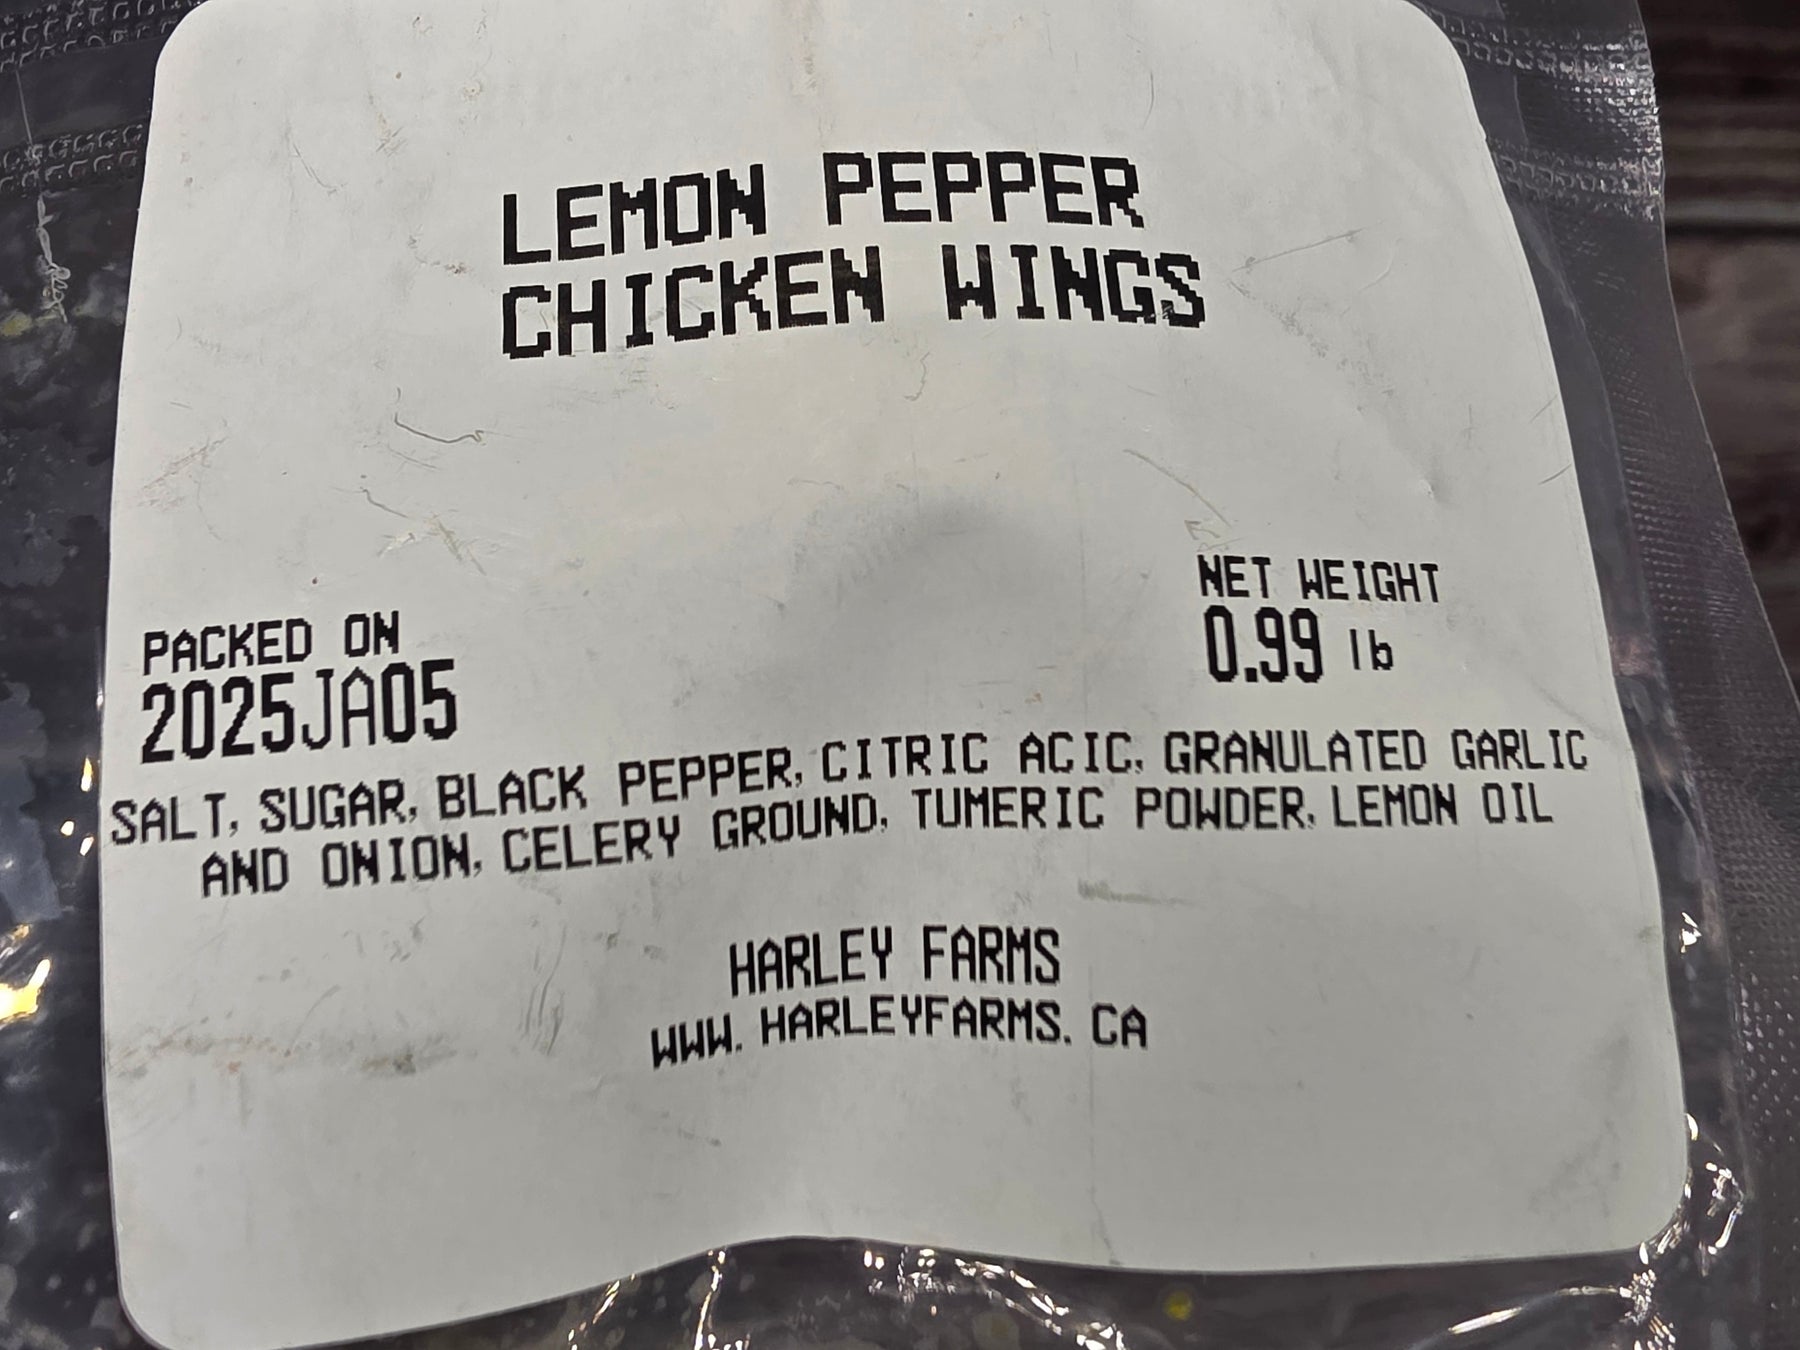 LEMON PEPPER
CHICKEN WINGS
NET WEIGHT
0.99 lb
PACKED ON
2025JA05
SALT, SUGAR, BLACK PEPPER, CITRIC ACIC, GRANULATED GARLIC
AND ONION, CELERY GROUND, TUMERIC POWDER, LEMON OIL
HARLEY FARMS
WWW.HARLEYFARMS.CA